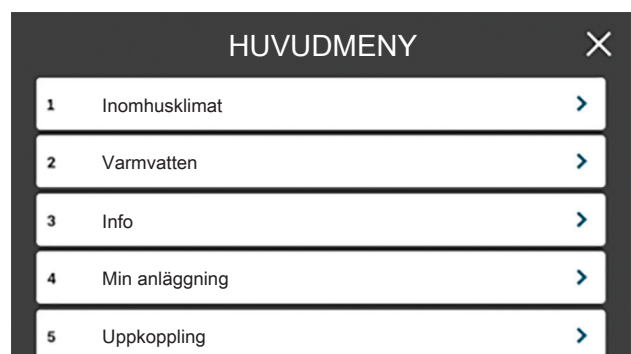 HUVUDMENY
1 Inomhusklimat
2 Varmvatten
3 Info
4 Min anläggning
5 Uppkoppling